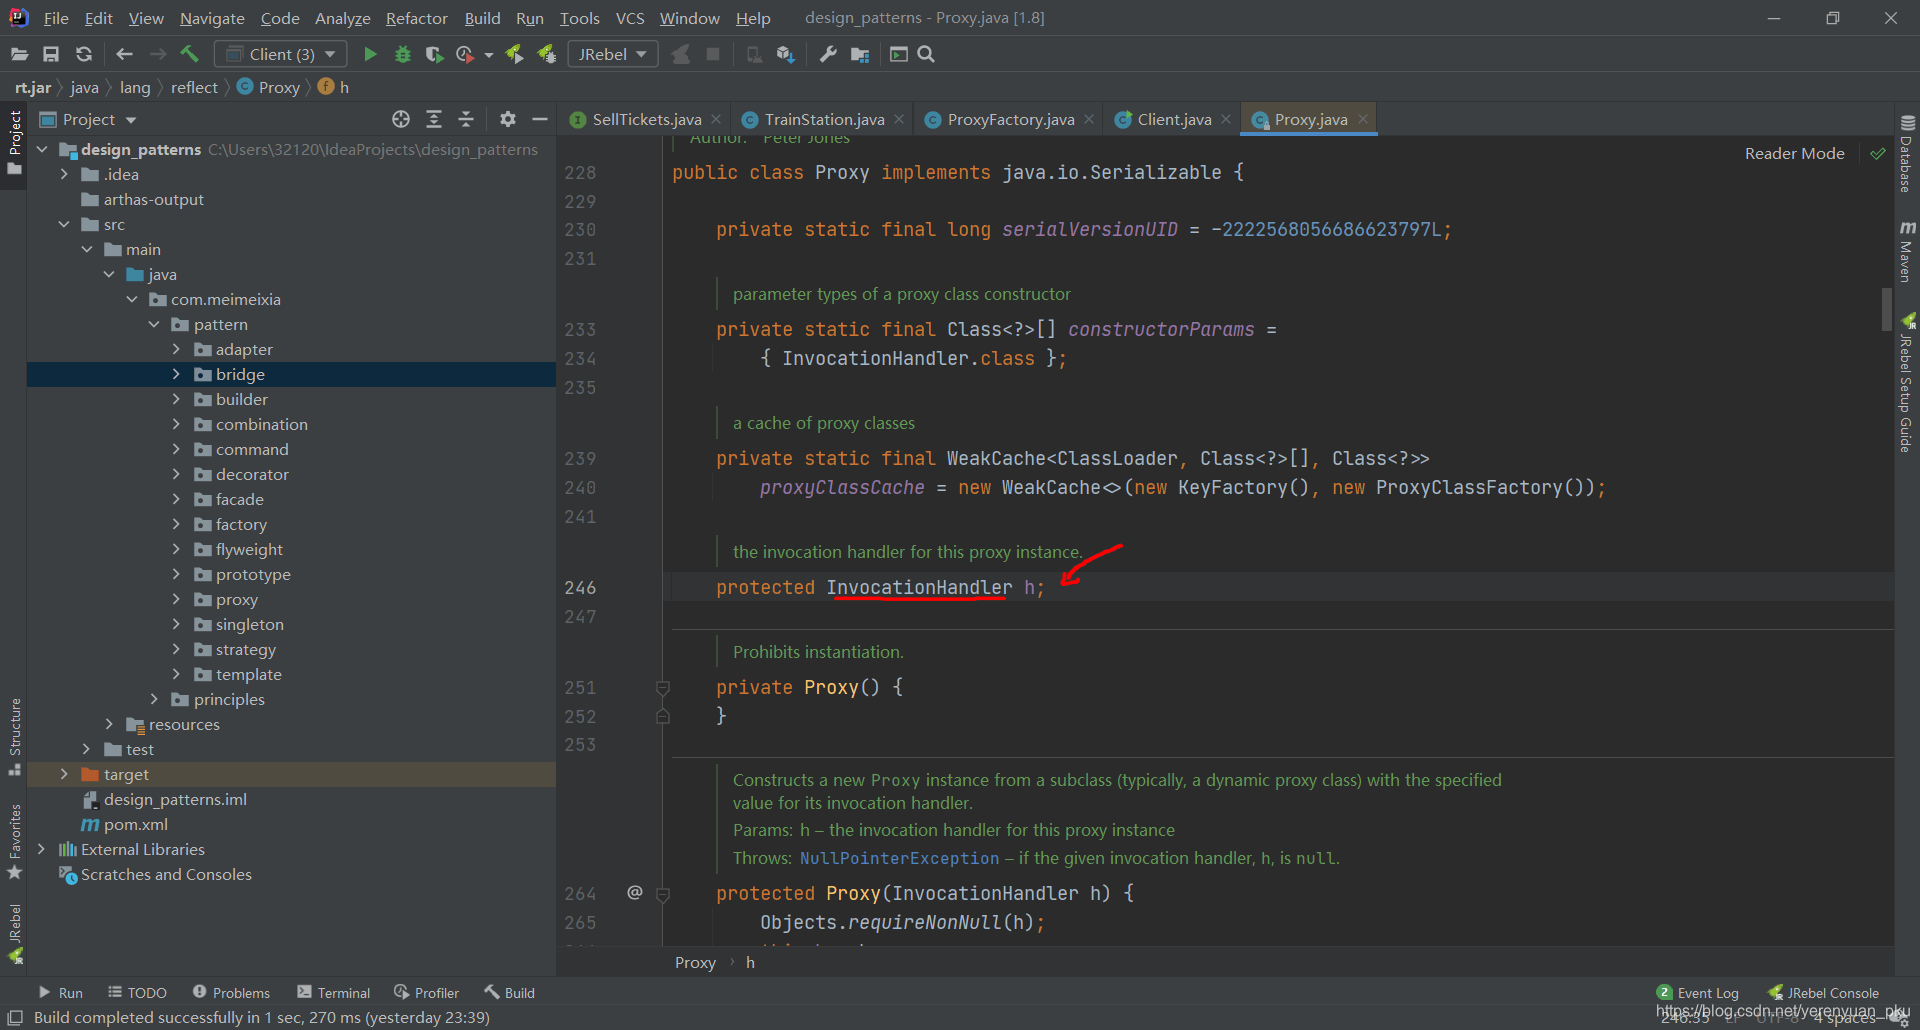 File Edit View Navigate Code Analyze Refactor Build Run Tools VCS Window Help design_patterns - Proxy.java [1.8]
Client (3) JRebel
rt.jar java lang reflect Proxy h
Project
SellTickets.java TrainStation.java ProxyFactory.java Client.java Proxy.java
design_patterns C:\Users\32120\IdeaProjects\design_patterns
.idea
arthas-output
src
main
java
com.meimeixia
pattern
adapter
bridge
builder
combination
command
decorator
facade
factory
flyweight
prototype
proxy
singleton
strategy
template
principles
resources
test
target
design_patterns.iml
pom.xml
External Libraries
Scratches and Consoles
Project
Structure
Favorites
JRebel
Author: Peter Jones
Reader Mode
228 public class Proxy implements java.io.Serializable {
229
230 private static final long serialVersionUID = -2222568056686623797L;
231
parameter types of a proxy class constructor
233 private static final Class<?>[] constructorParams =
234 { InvocationHandler.class };
235
a cache of proxy classes
239 private static final WeakCache<ClassLoader, Class<?>[], Class<?>>
240 proxyClassCache = new WeakCache<>(new KeyFactory(), new ProxyClassFactory());
241
the invocation handler for this proxy instance.
246 protected InvocationHandler h;
247
Prohibits instantiation.
251 private Proxy() {
252 }
253
Constructs a new Proxy instance from a subclass (typically, a dynamic proxy class) with the specified
value for its invocation handler.
Params: h – the invocation handler for this proxy instance
Throws: NullPointerException – if the given invocation handler, h, is null.
264 @ protected Proxy(InvocationHandler h) {
265 Objects.requireNonNull(h);
Proxy h
Database
Maven
JRebel Setup Guide
Run TODO Problems Terminal Profiler Build
2 Event Log JRebel Console
Build completed successfully in 1 sec, 270 ms (yesterday 23:39)
246:35 LF UTF-8 4 spaces
https://blog.csdn.net/yerenyuan_pku